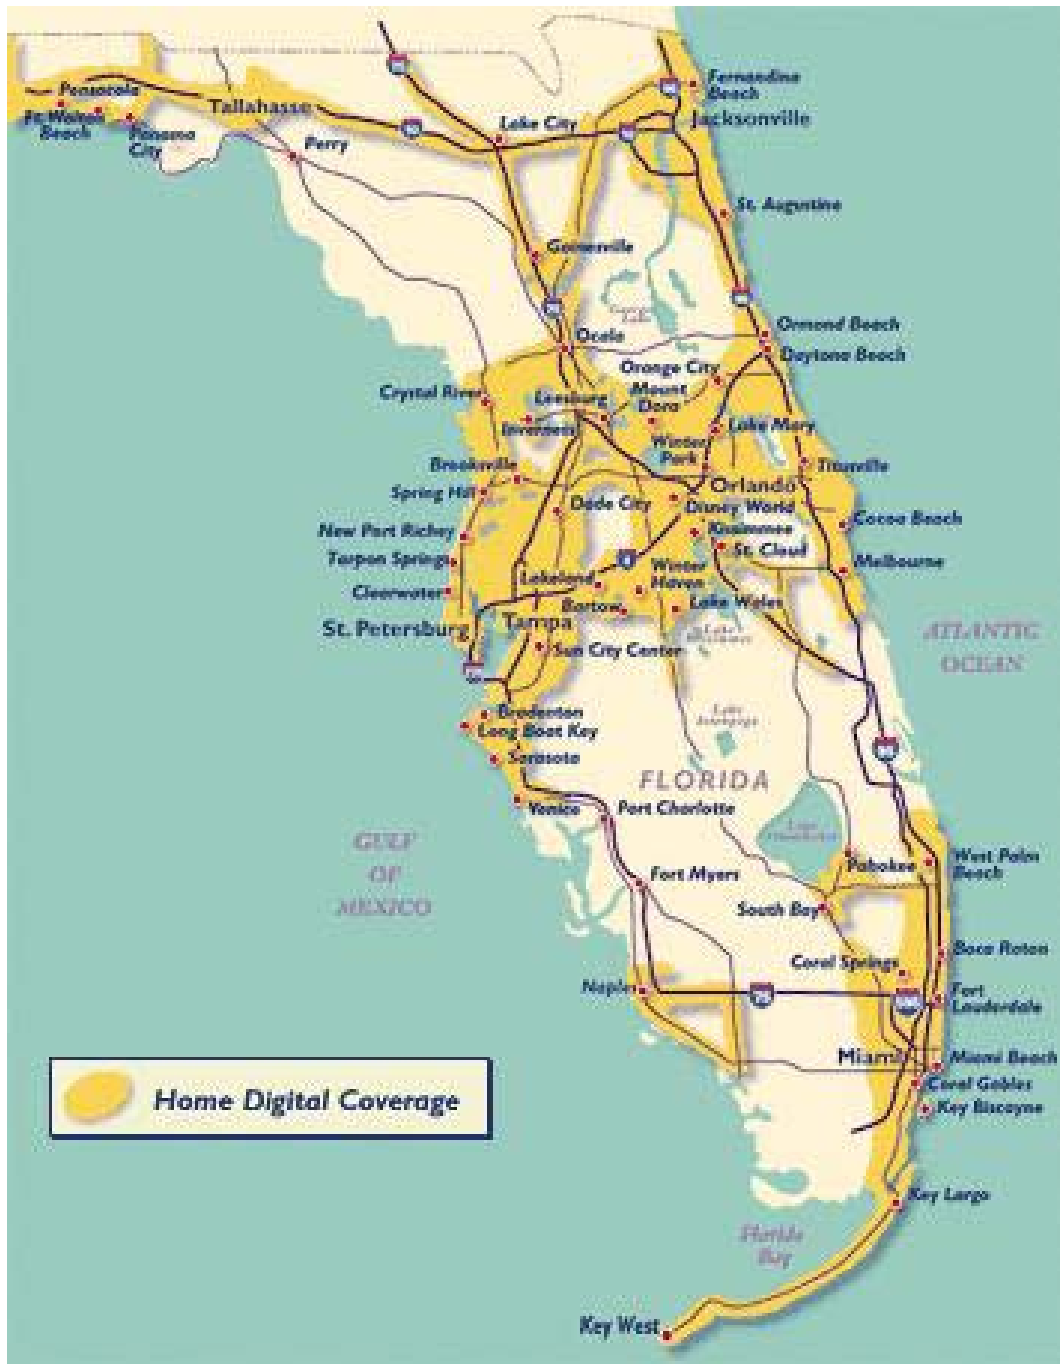 Pensacola
Ft. Walton
Beach
Panama
City
Tallahasse
Perry
Lake City
Fernandina
Beach
Jacksonville
St. Augustine
Gainesville
Ocala
Ormond Beach
Daytona Beach
Orange City
Mount
Dora
Crystal River
Leesburg
Inverness
Lake Mary
Winter
Park
Brooksville
Titusville
Spring Hill
Orlando
Dade City
Disney World
Cocoa Beach
New Port Richey
Kissimmee
Tarpon Springs
St. Cloud
Melbourne
Winter
Haven
Lakeland
Clearwater
Bartow
Lake Wales
St. Petersburg
Tampa
Sun City Center
ATLANTIC
OCEAN
Bradenton
Long Boat Key
Sarasota
FLORIDA
Venice
Port Charlotte
GULF
OF
MEXICO
Fort Myers
Pahokee
West Palm
Beach
South Bay
Boca Raton
Coral Springs
Naples
Fort
Lauderdale
Miami
Miami Beach
Coral Gables
Key Biscayne
Home Digital Coverage
Key Largo
Florida
Bay
Key West